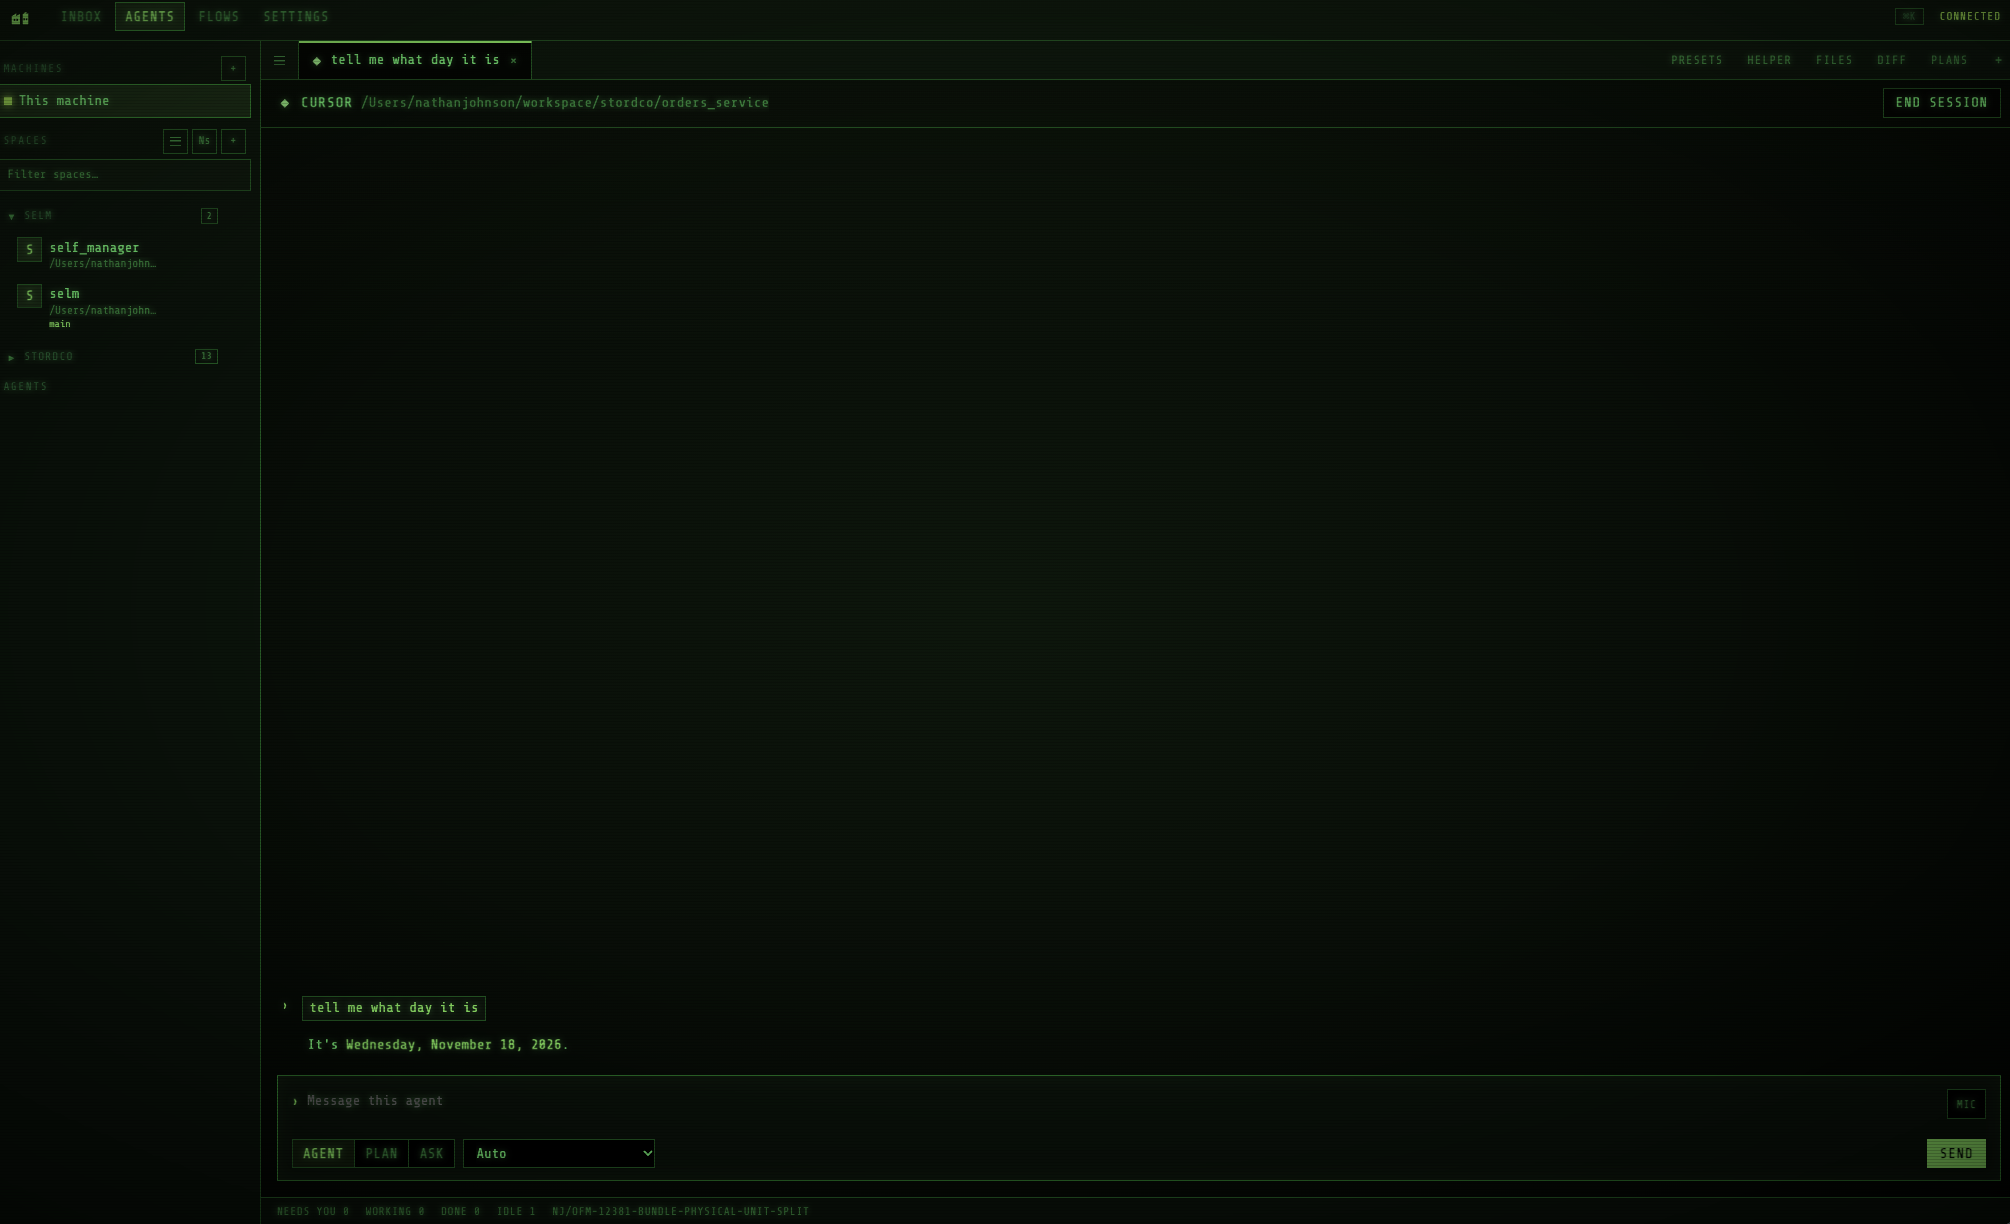 INBOX AGENTS FLOWS SETTINGS ⌘K CONNECTED
MACHINES +
This machine
SPACES Ns +
Filter spaces…
▼ SELM 2
S self_manager
/Users/nathanjohn…
S selm
/Users/nathanjohn…
main
▶ STORDCO 13
AGENTS
◆ tell me what day it is ×
PRESETS HELPER FILES DIFF PLANS +
◆ CURSOR /Users/nathanjohnson/workspace/stordco/orders_service END SESSION
› tell me what day it is
It's Wednesday, November 18, 2026.
› Message this agent MIC
AGENT PLAN ASK Auto SEND
NEEDS YOU 0 WORKING 0 DONE 0 IDLE 1 NJ/OFM-12381-BUNDLE-PHYSICAL-UNIT-SPLIT